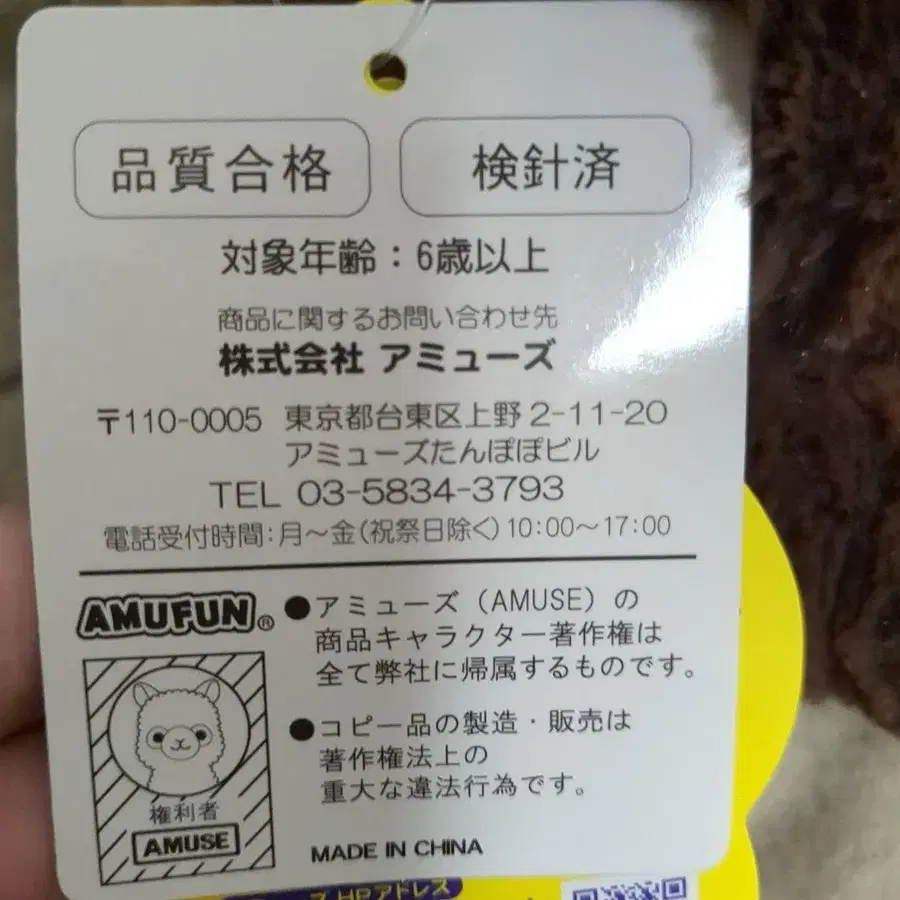 品質合格 検針済
対象年齢：6歳以上
商品に関するお問い合わせ先
株式会社 アミューズ
〒110-0005 東京都台東区上野2-11-20
アミューズたんぽぽビル
TEL 03-5834-3793
電話受付時間：月〜金（祝祭日除く）10:00〜17:00
AMUFUN®
●アミューズ（AMUSE）の
商品キャラクター著作権は
全て弊社に帰属するものです。
●コピー品の製造・販売は
著作権法上の
重大な違法行為です。
権利者
AMUSE
MADE IN CHINA
ズ HPアドレス